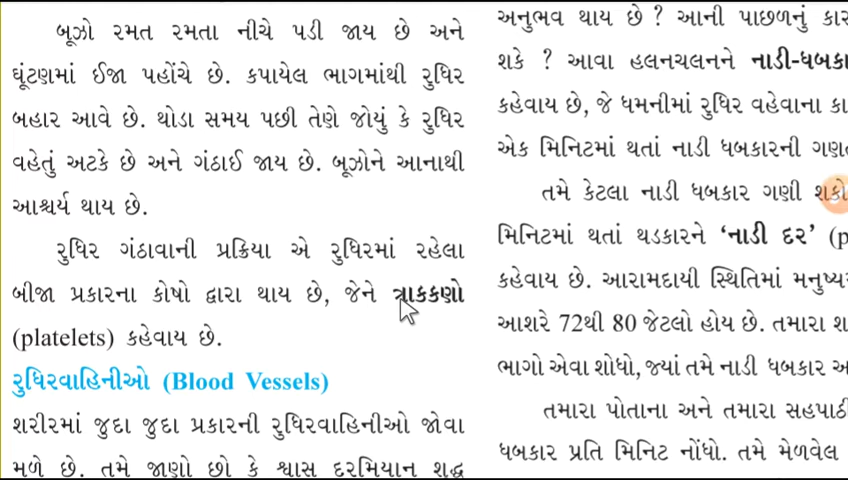 બૂઝો રમત રમતા નીચે પડી જાય છે અને
ઘૂંટણમાં ઈજા પહોંચે છે. કપાયેલ ભાગમાંથી રુધિર
બહાર આવે છે. થોડા સમય પછી તેણે જોયું કે રુધિર
વહેતું અટકે છે અને ગંઠાઈ જાય છે. બૂઝોને આનાથી
આશ્ચર્ય થાય છે.
રુધિર ગંઠાવાની પ્રક્રિયા એ રુધિરમાં રહેલા
બીજા પ્રકારના કોષો દ્વારા થાય છે, જેને ત્રાકકણો
(platelets) કહેવાય છે.
રુધિરવાહિનીઓ (Blood Vessels)
શરીરમાં જુદા જુદા પ્રકારની રુધિરવાહિનીઓ જોવા
મળે છે. તમે જાણો છો કે શ્વાસ દરમિયાન શુદ્ધ
અનુભવ થાય છે ? આની પાછળનું
શકે ? આવા હલનચલનને નાડી-ધબકા
કહેવાય છે, જે ધમનીમાં રુધિર વહેવાના કા
એક મિનિટમાં થતાં નાડી ધબકારની ગણત
તમે કેટલા નાડી ધબકાર ગણી શકો
મિનિટમાં થતાં થડકારને ‘નાડી દર’ (p
કહેવાય છે. આરામદાયી સ્થિતિમાં મનુષ્ય
આશરે 72થી 80 જેટલો હોય છે. તમારા શ
ભાગો એવા શોધો, જ્યાં તમે નાડી ધબકાર અ
તમારા પોતાના અને તમારા સહપાઠી
ધબકાર પ્રતિ મિનિટ નોંધો. તમે મેળવેલ